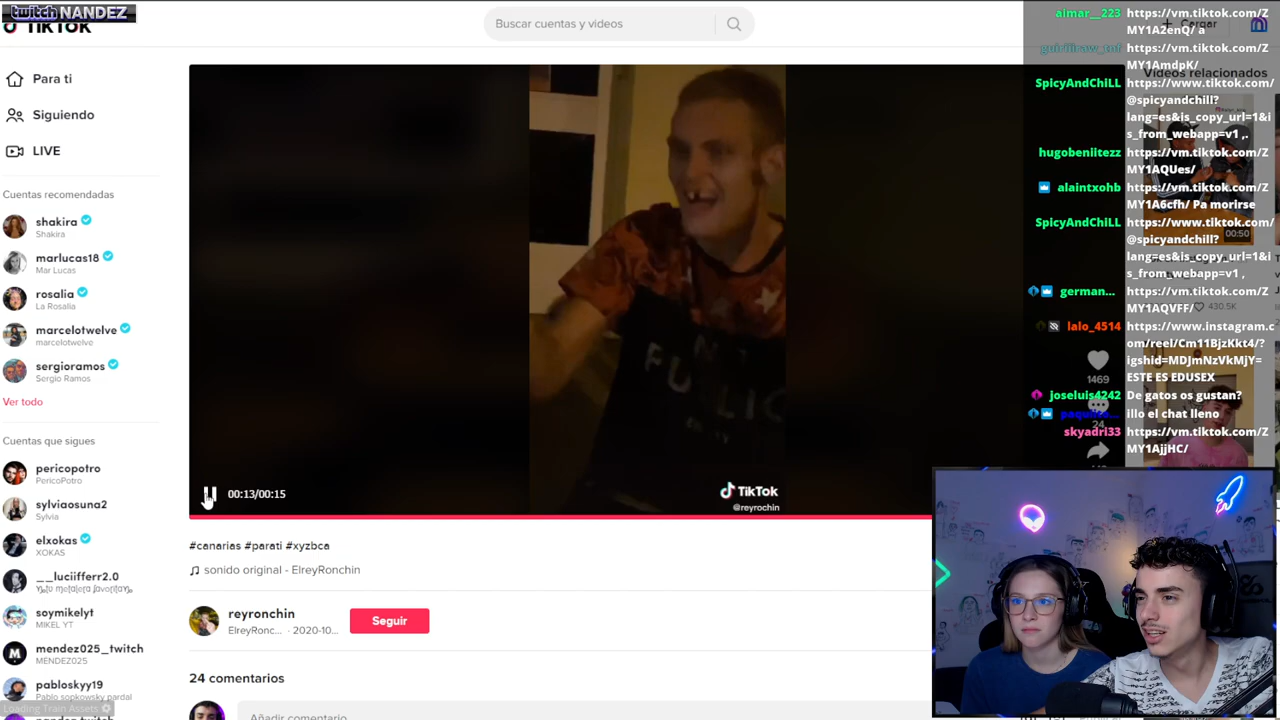 twitch NANDEZ
TikTok
Buscar cuentas y videos
Cargar
Para ti
Siguiendo
LIVE
Cuentas recomendadas
shakira
Shakira
marlucas18
Mar Lucas
rosalia
La Rosalia
marcelotwelve
marcelotwelve
sergioramos
Sergio Ramos
Ver todo
Cuentas que sigues
pericopotro
PericoPotro
sylviaosuna2
Sylvia
elxokas
XOKAS
__luciifferr2.0
soymikelyt
MIKEL YT
mendez025_twitch
MENDEZ025
pabloskyy19
Pablo sopkowsky pardal
Loading Train Assets
nandez twitch
00:13/00:15
TikTok
@reyrochin
#canarias #parati #xyzbca
sonido original - ElreyRonchin
reyronchin
ElreyRonc... · 2020-10...
Seguir
24 comentarios
Añadir comentario
1469
24
Videos relacionados
00:50
430.5K
aimar__223 https://vm.tiktok.com/Z
MY1A2enQ/ a
https://vm.tiktok.com/Z
MY1AmdpK/
SpicyAndChiLL https://www.tiktok.com/
@spicyandchill?
lang=es&is_copy_url=1&i
s_from_webapp=v1 ,.
hugobeniitezz https://vm.tiktok.com/Z
MY1AQUes/
alaintxohb https://vm.tiktok.com/Z
MY1A6cfh/ Pa morirse
SpicyAndChiLL https://www.tiktok.com/
@spicyandchill?
lang=es&is_copy_url=1&i
s_from_webapp=v1 ,
german... https://vm.tiktok.com/Z
MY1AQVFF/
lalo_4514 https://www.instagram.c
om/reel/Cm11BjzKkt4/?
igshid=MDJmNzVkMjY=
ESTE ES EDUSEX
joseluis4242 De gatos os gustan?
illo el chat lleno
skyadri33 https://vm.tiktok.com/Z
MY1AjjHC/